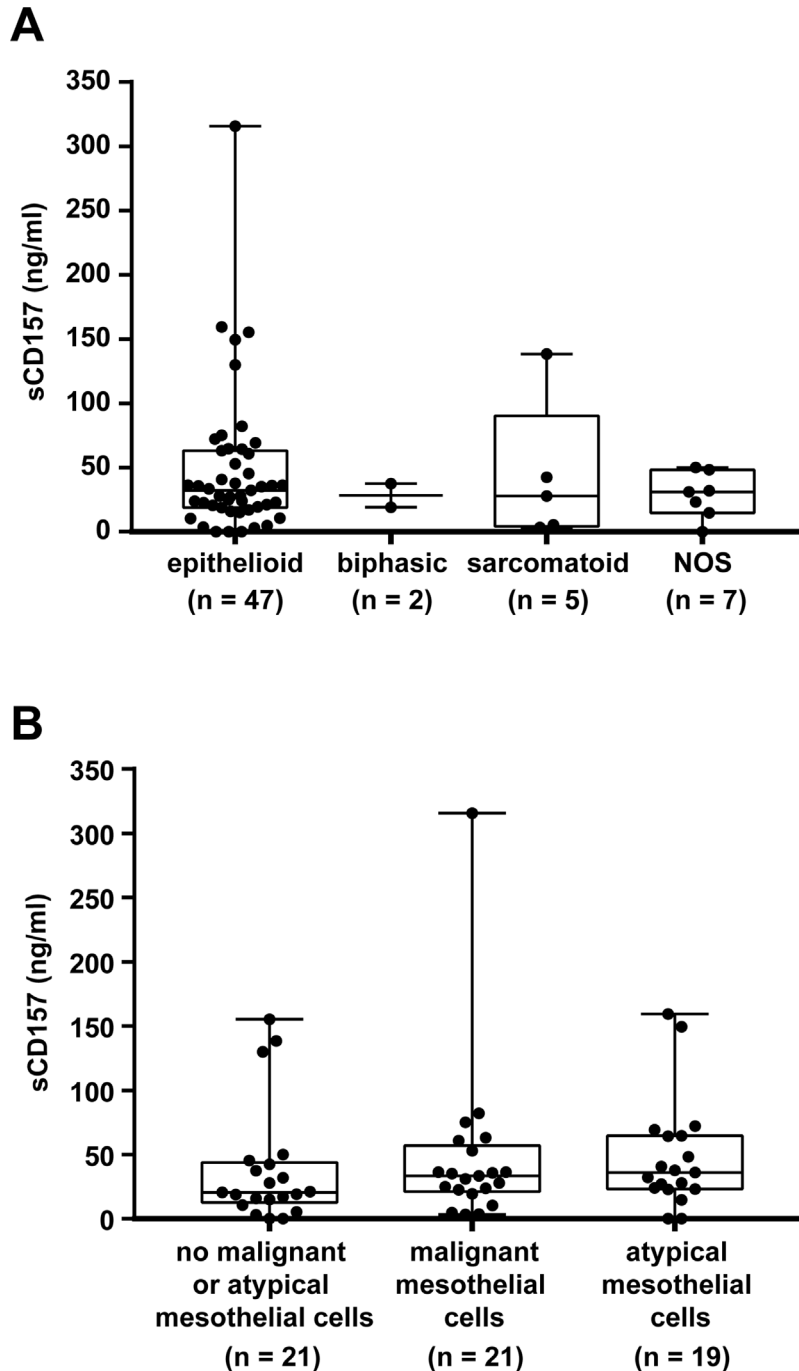 A
350
300
250
200
150
100
50
0
sCD157 (ng/ml)
epithelioid biphasic sarcomatoid NOS
(n = 47) (n = 2) (n = 5) (n = 7)
B
350
300
250
200
150
100
50
0
sCD157 (ng/ml)
no malignant malignant atypical
or atypical mesothelial mesothelial
mesothelial cells cells cells
(n = 21) (n = 21) (n = 19)